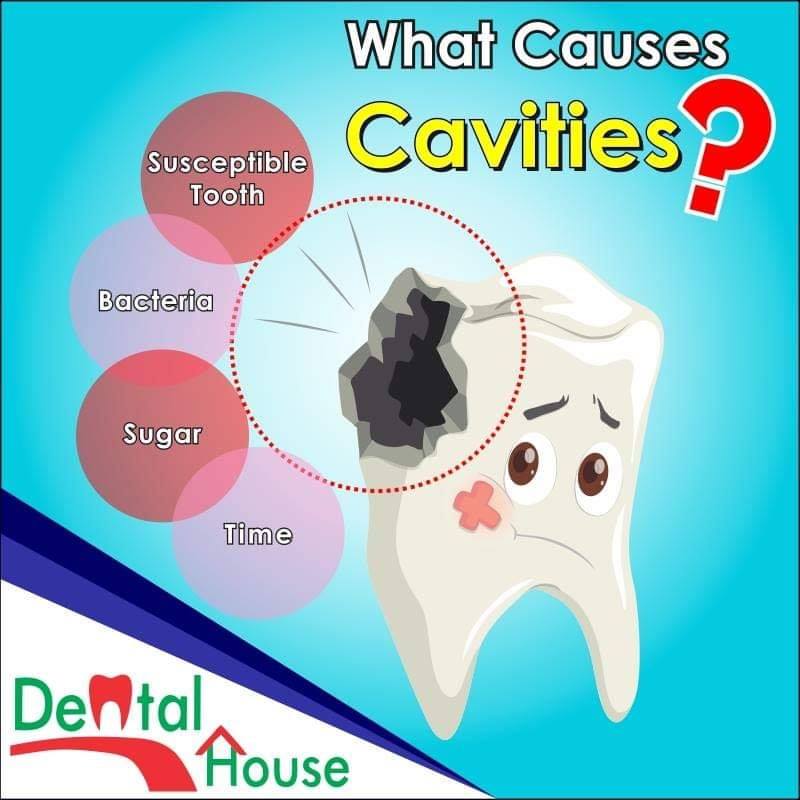 What Causes
Cavities?
Susceptible
Tooth
Bacteria
Sugar
Time
Dental
House